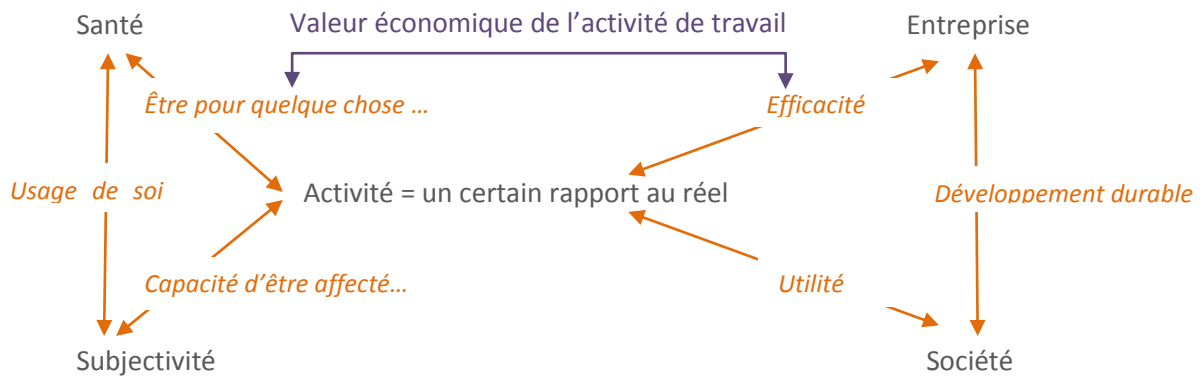 Santé
Valeur économique de l’activité de travail
Entreprise
Être pour quelque chose …
Efficacité
Usage de soi
Activité = un certain rapport au réel
Développement durable
Capacité d’être affecté…
Utilité
Subjectivité
Société